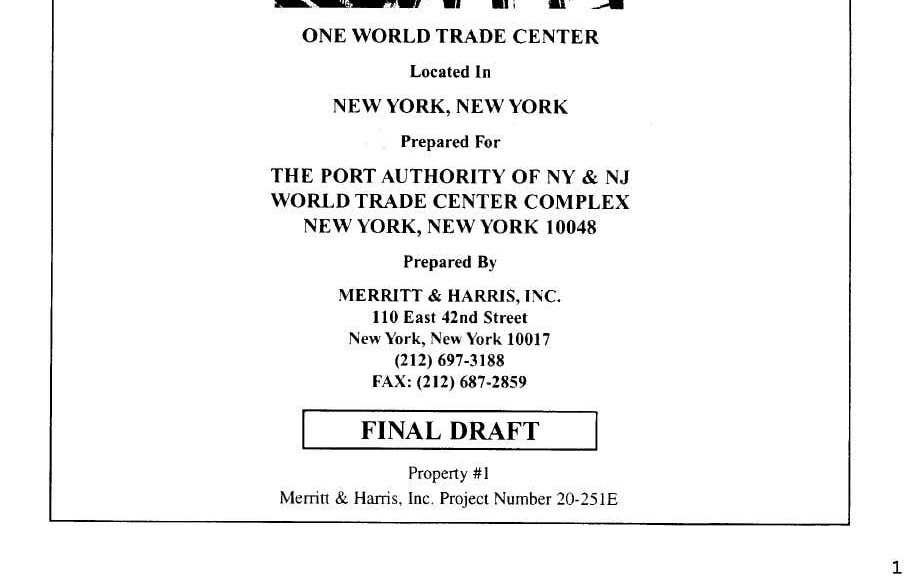 ONE WORLD TRADE CENTER
Located In
NEW YORK, NEW YORK
Prepared For
THE PORT AUTHORITY OF NY & NJ
WORLD TRADE CENTER COMPLEX
NEW YORK, NEW YORK 10048
Prepared By
MERRITT & HARRIS, INC.
110 East 42nd Street
New York, New York 10017
(212) 697-3188
FAX: (212) 687-2859
FINAL DRAFT
Property #1
Merritt & Harris, Inc. Project Number 20-251E
1